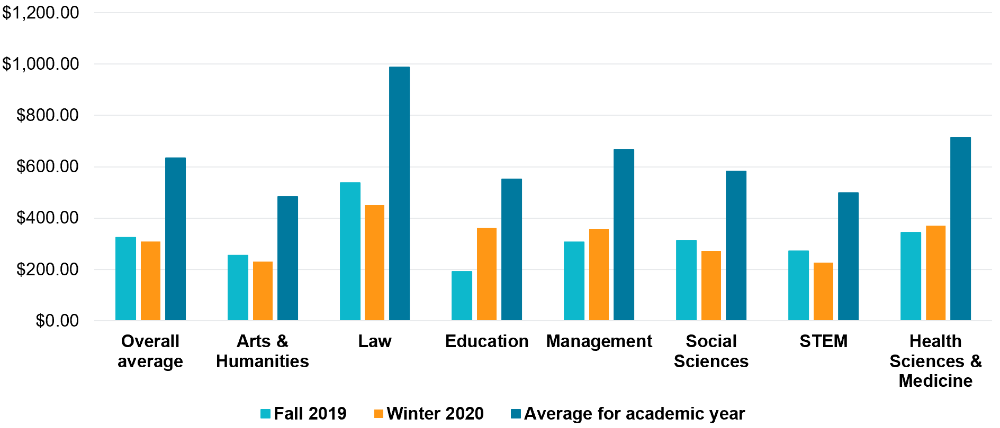 $1,200.00
$1,000.00
$800.00
$600.00
$400.00
$200.00
$0.00
Overall
average
Arts &
Humanities
Law
Education
Management
Social
Sciences
STEM
Health
Sciences &
Medicine
Fall 2019
Winter 2020
Average for academic year